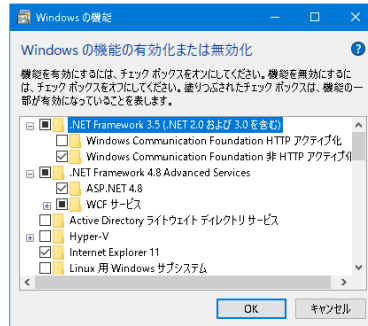 Windows の機能
Windows の機能の有効化または無効化
機能を有効にするには、チェック ボックスをオンにしてください。機能を無効にするに
は、チェック ボックスをオフにしてください。塗りつぶされたチェック ボックスは、機能の一
部が有効になっていることを表します。
.NET Framework 3.5 (.NET 2.0 および 3.0 を含む)
Windows Communication Foundation HTTP アクティブ化
Windows Communication Foundation 非 HTTP アクティブ化
.NET Framework 4.8 Advanced Services
ASP.NET 4.8
WCF サービス
Active Directory ライトウェイト ディレクトリ サービス
Hyper-V
Internet Explorer 11
Linux 用 Windows サブシステム
OK キャンセル